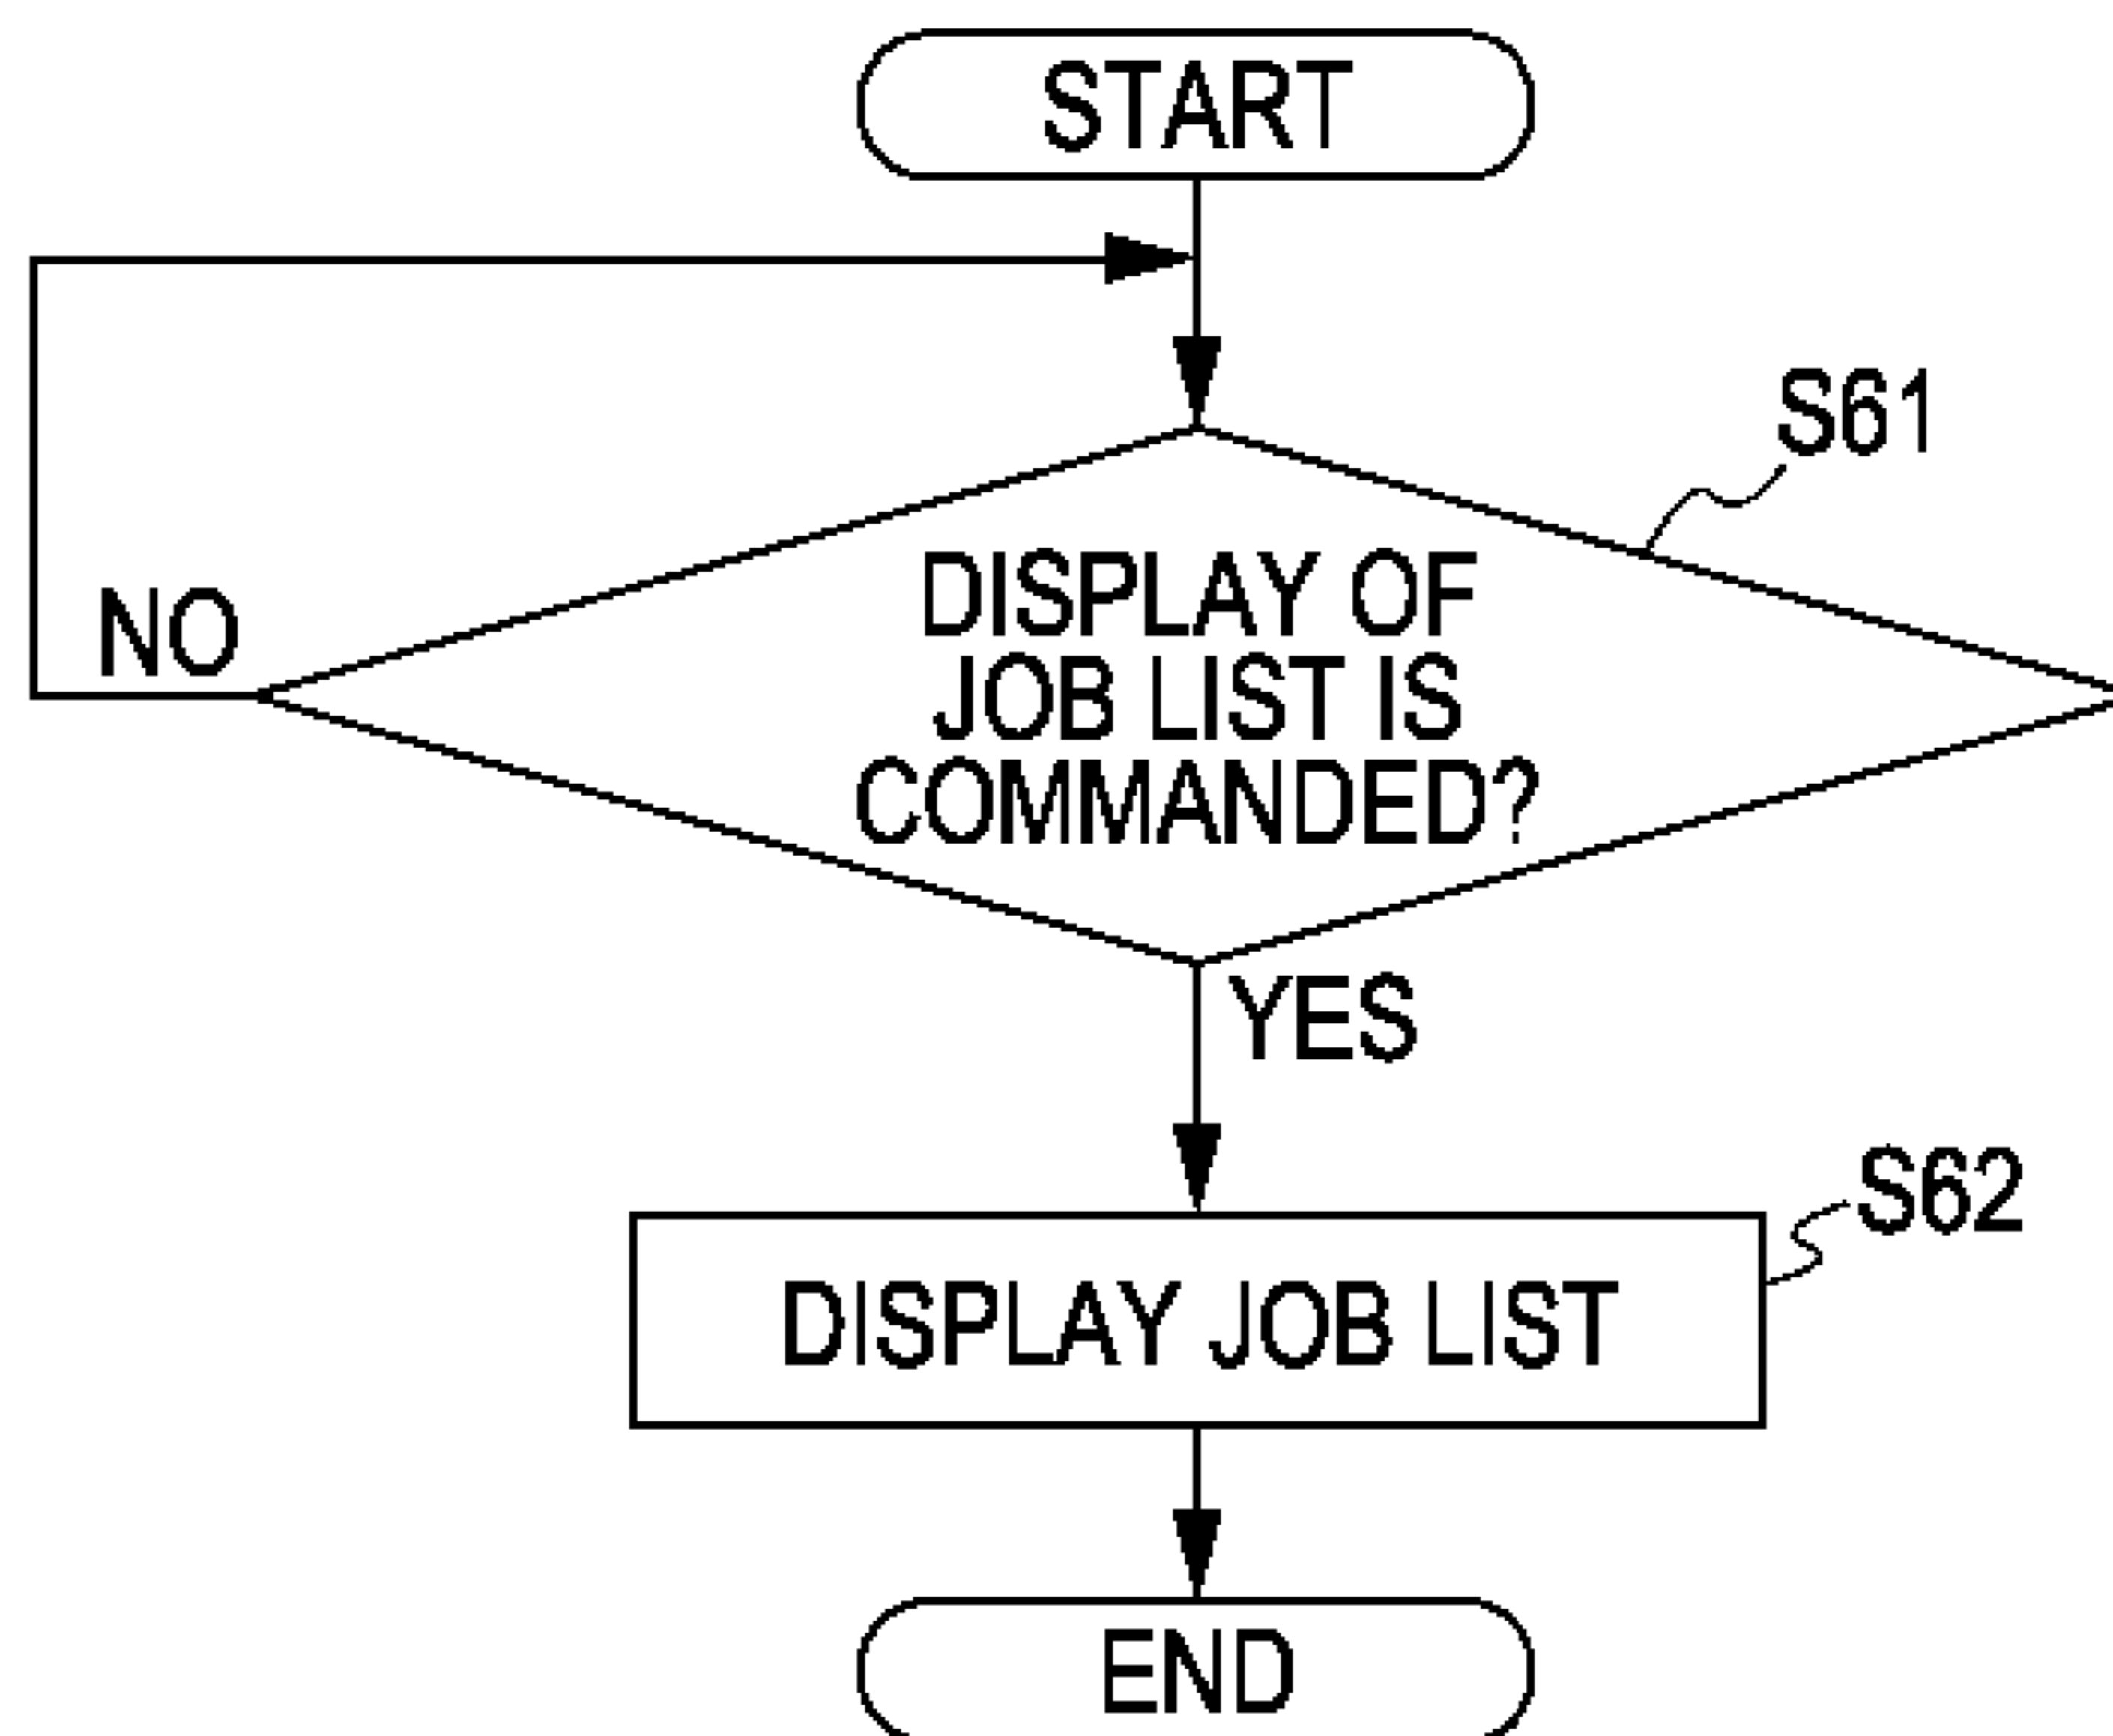 START
S61
DISPLAY OF
JOB LIST IS
COMMANDED?
NO
YES
S62
DISPLAY JOB LIST
END